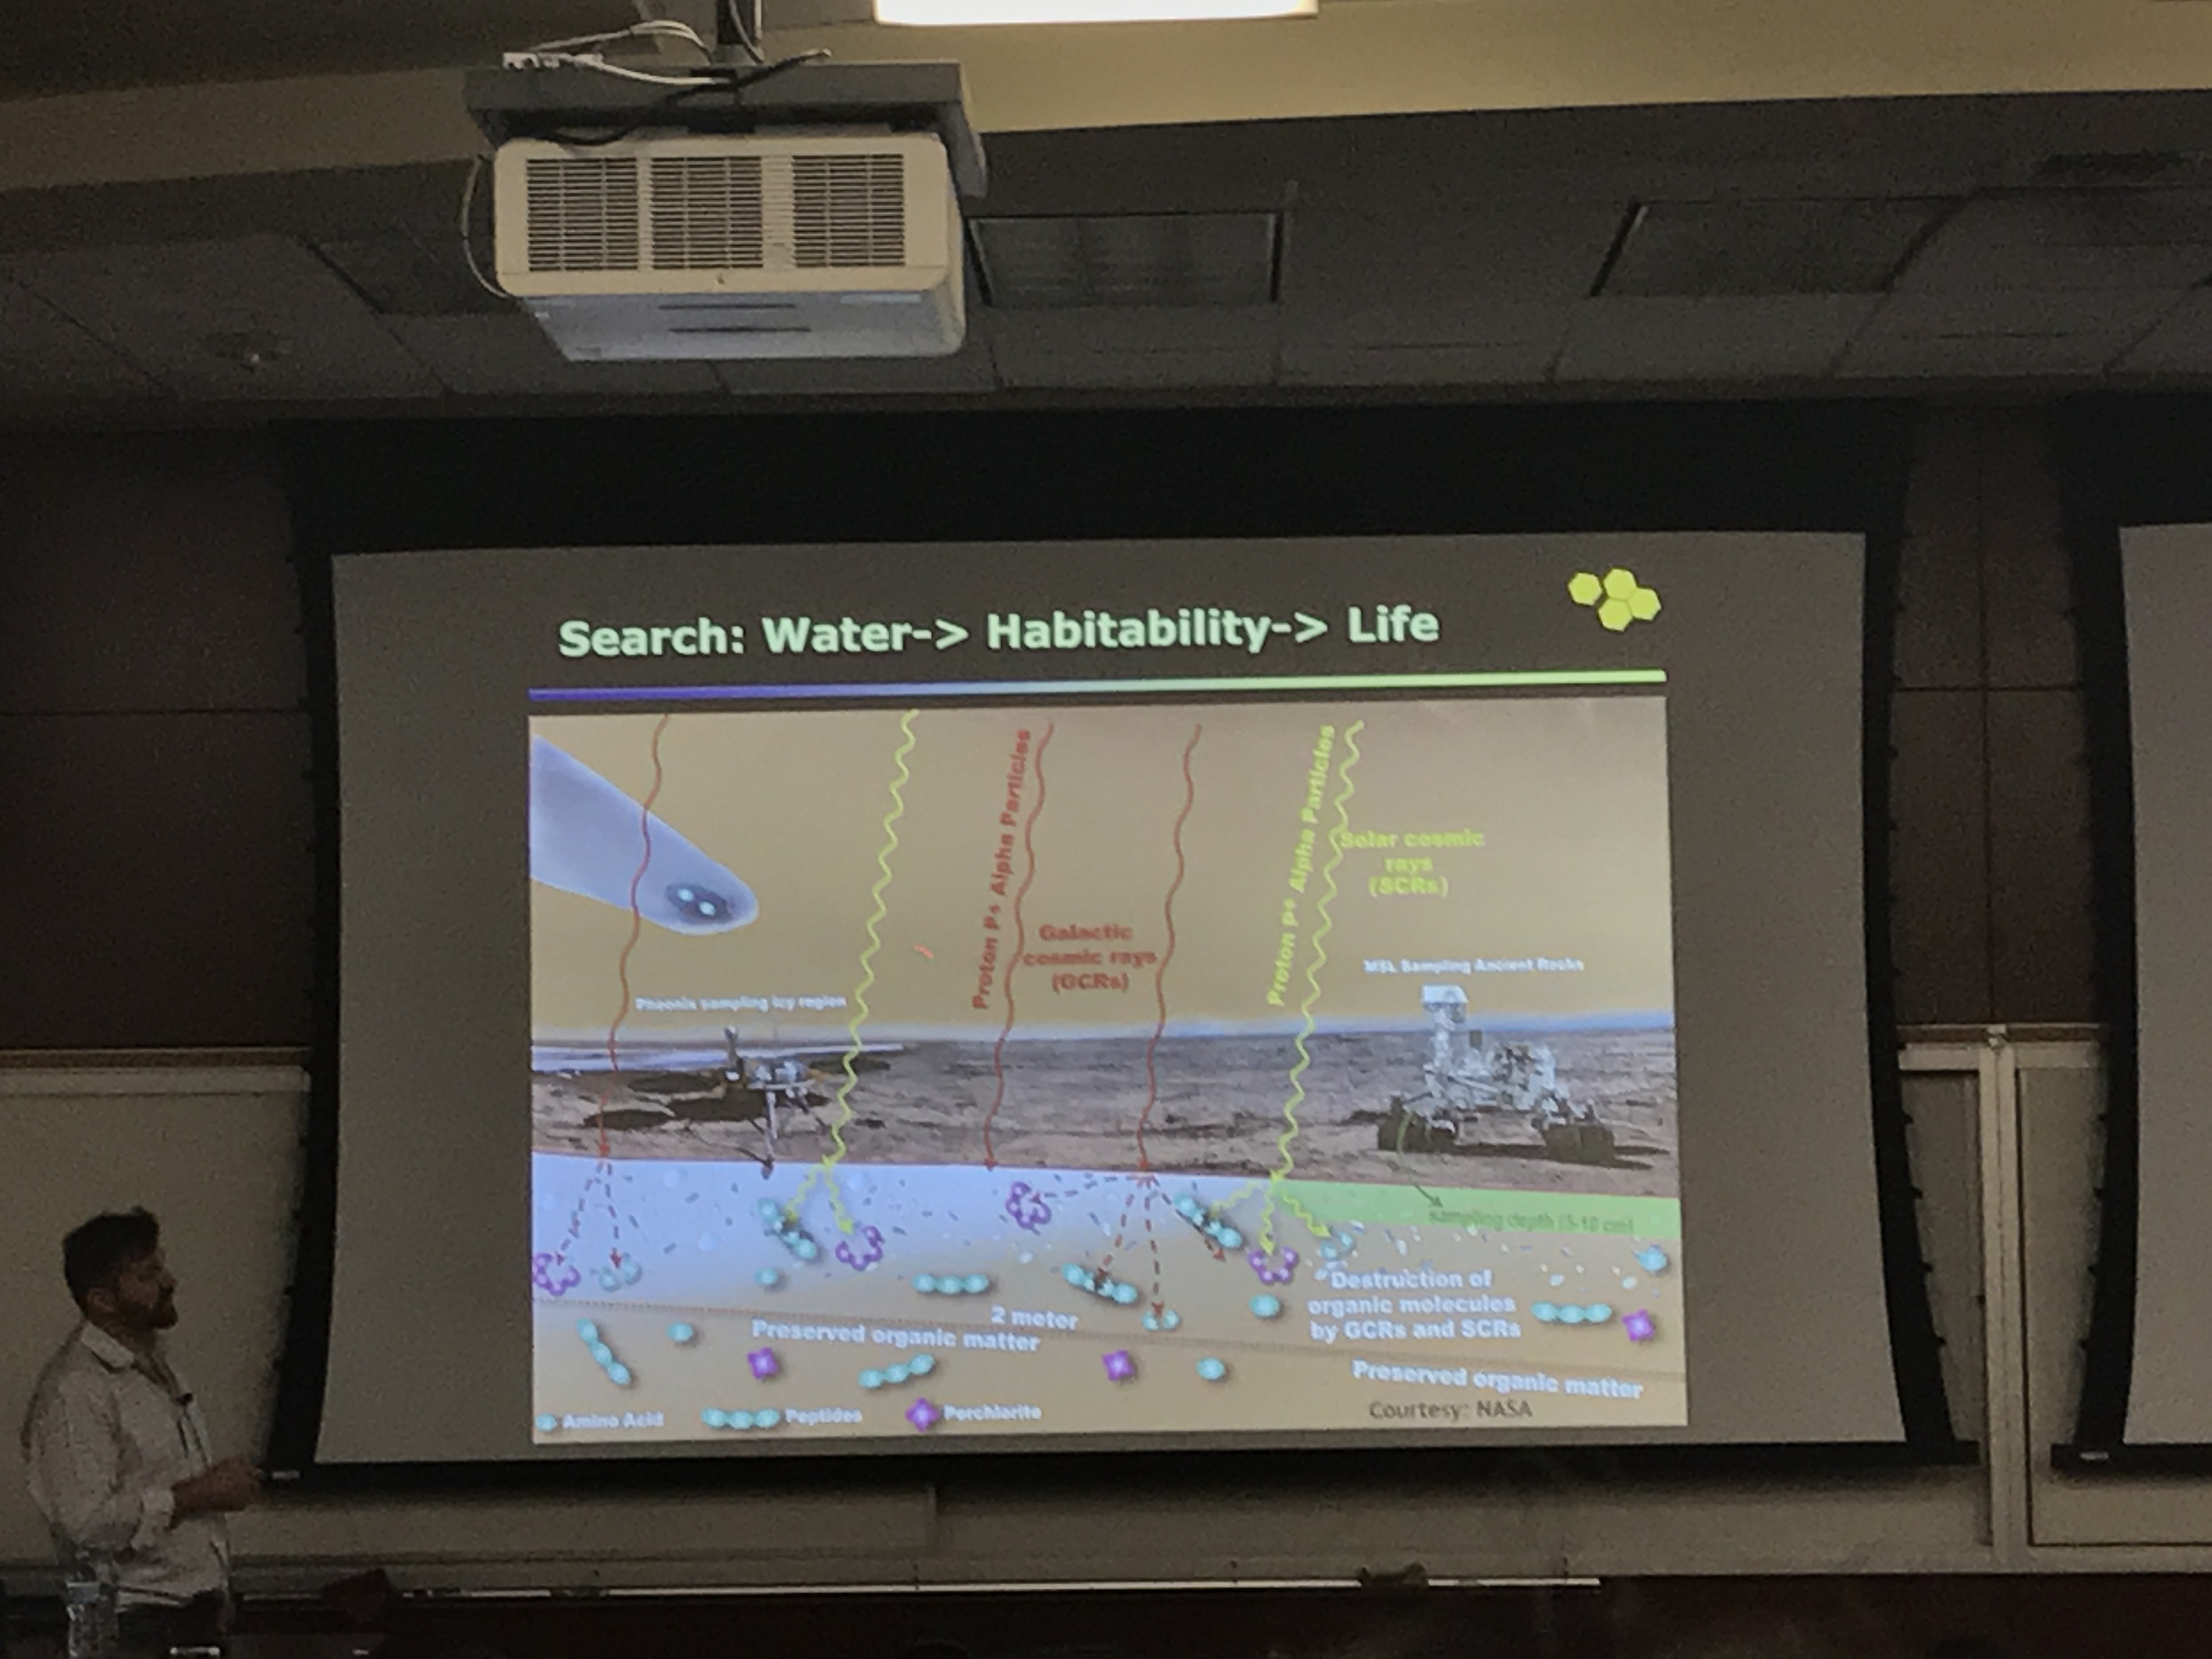 Search: Water-> Habitability-> Life
Proton P+ Alpha Particles
Proton P+ Alpha Particles
Solar cosmic
rays
(SCRs)
Galactic
cosmic rays
(GCRs)
MSL Sampling Ancient Rocks
Pheonix sampling icy region
sampling depth (5-10 cm)
Destruction of
organic molecules
by GCRs and SCRs
2 meter
Preserved organic matter
Preserved organic matter
Amino Acid
Peptides
Perchlorite
Courtesy: NASA